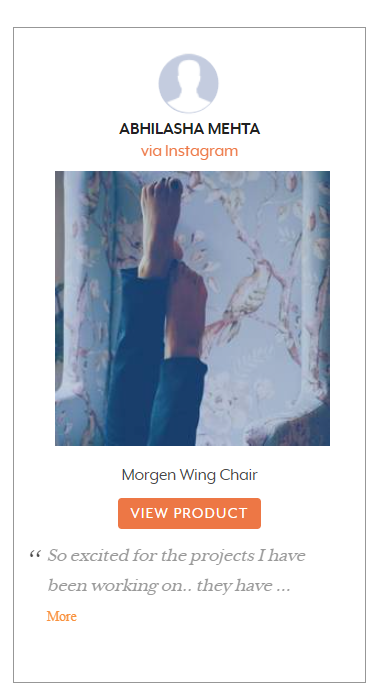 ABHILASHA MEHTA
via Instagram
Morgen Wing Chair
VIEW PRODUCT
“ So excited for the projects I have
been working on.. they have ...
More